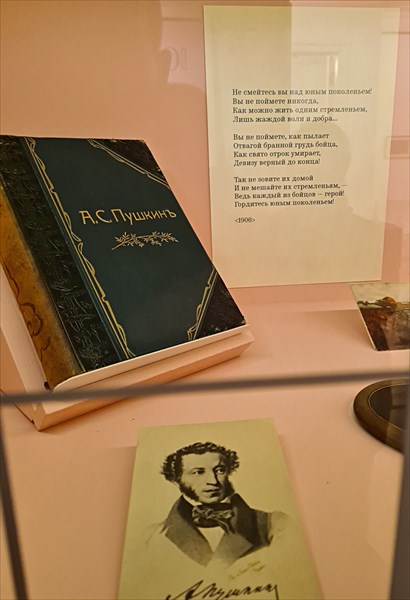 Не смейтесь вы над юным поколеньем!
Вы не поймете никогда,
Как можно жить одним стремленьем,
Лишь жаждой воли и добра...
Вы не поймете, как пылает
Отвагой бранной грудь бойца,
Как свято отрок умирает,
Девизу верный до конца!
Так не зовите их домой
И не мешайте их стремленьям, —
Ведь каждый из бойцов — герой!
Гордитесь юным поколеньем!
<1906>
А.С.Пушкинъ
А Пушкин